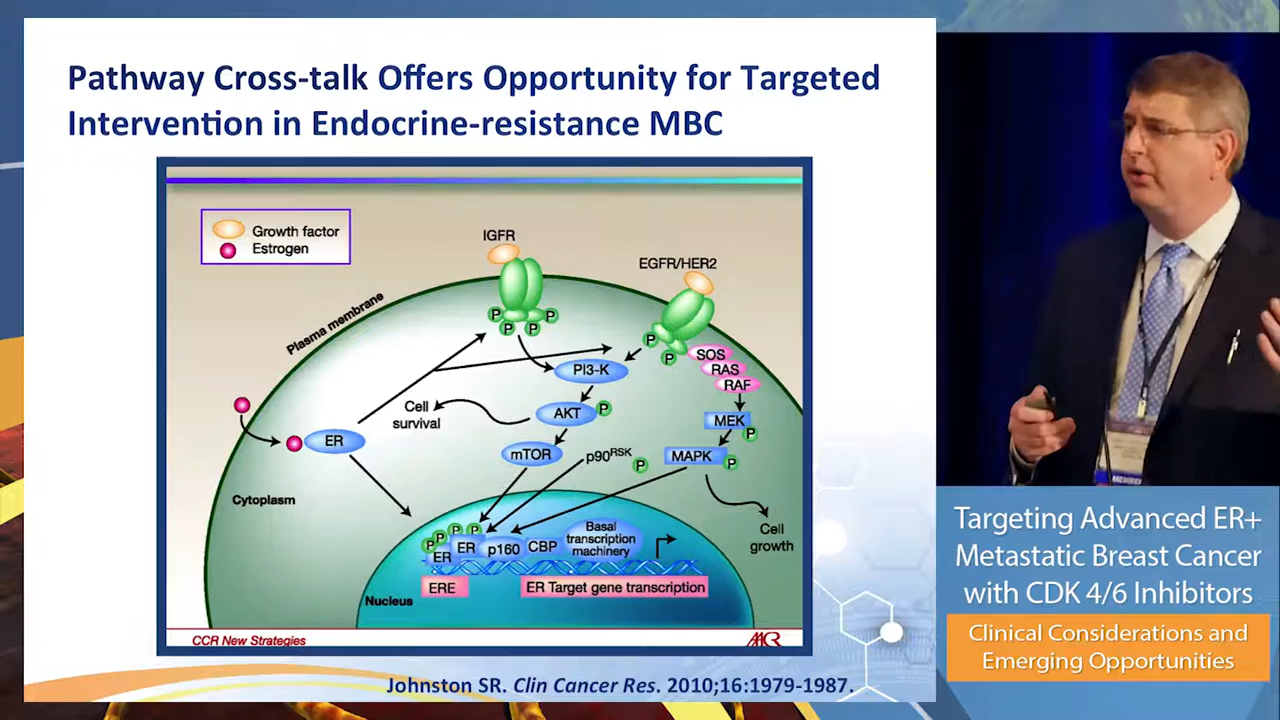 Pathway Cross-talk Offers Opportunity for Targeted
Intervention in Endocrine-resistance MBC
Growth factor
Estrogen
IGFR
EGFR/HER2
Plasma membrane
P
P
P
P
P
P
SOS
RAS
RAF
PI3-K
Cell
survival
AKT
P
MEK
P
ER
mTOR
p90RSK
P
MAPK
P
Cytoplasm
Cell
growth
P
P
P
P
ER
ER
p160
CBP
Basal
transcription
machinery
ERE
ER Target gene transcription
Nucleus
CCR New Strategies
AACR
Johnston SR. Clin Cancer Res. 2010;16:1979-1987.
Targeting Advanced ER+
Metastatic Breast Cancer
with CDK 4/6 Inhibitors
Clinical Considerations and
Emerging Opportunities